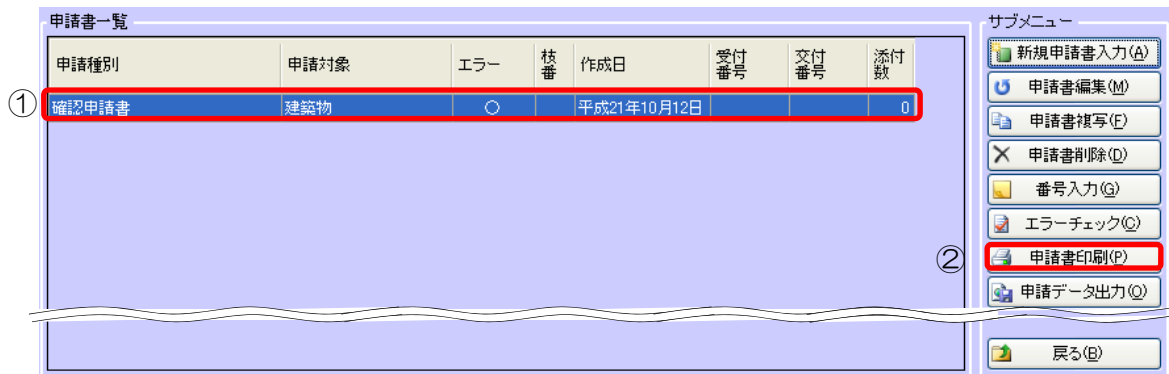 申請書一覧
申請種別 申請対象 エラー 枝番 作成日 受付番号 交付番号 添付数
① 確認申請書 建築物 ○ 平成21年10月12日 0
サブメニュー
新規申請書入力(A)
申請書編集(M)
申請書複写(F)
申請書削除(D)
番号入力(G)
エラーチェック(C)
② 申請書印刷(P)
申請データ出力(O)
戻る(B)